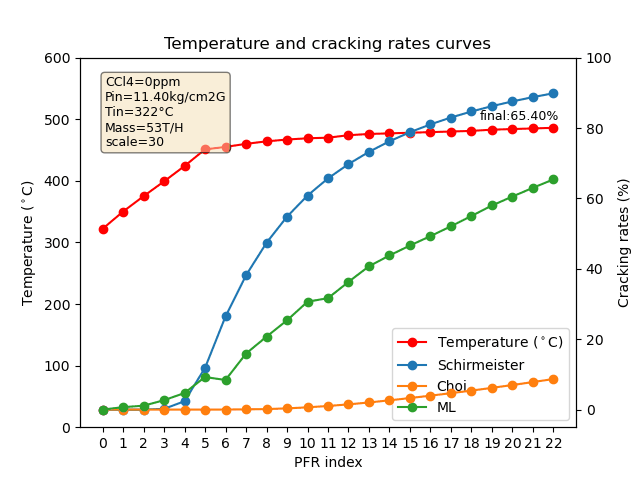 Temperature and cracking rates curves
CCl4=0ppm
Pin=11.40kg/cm2G
Tin=322°C
Mass=53T/H
scale=30
final:65.40%
Temperature (°C)
600
500
400
300
200
100
0
Cracking rates (%)
100
80
60
40
20
0
Temperature (°C)
Schirmeister
Choi
ML
0 1 2 3 4 5 6 7 8 9 10 11 12 13 14 15 16 17 18 19 20 21 22
PFR index